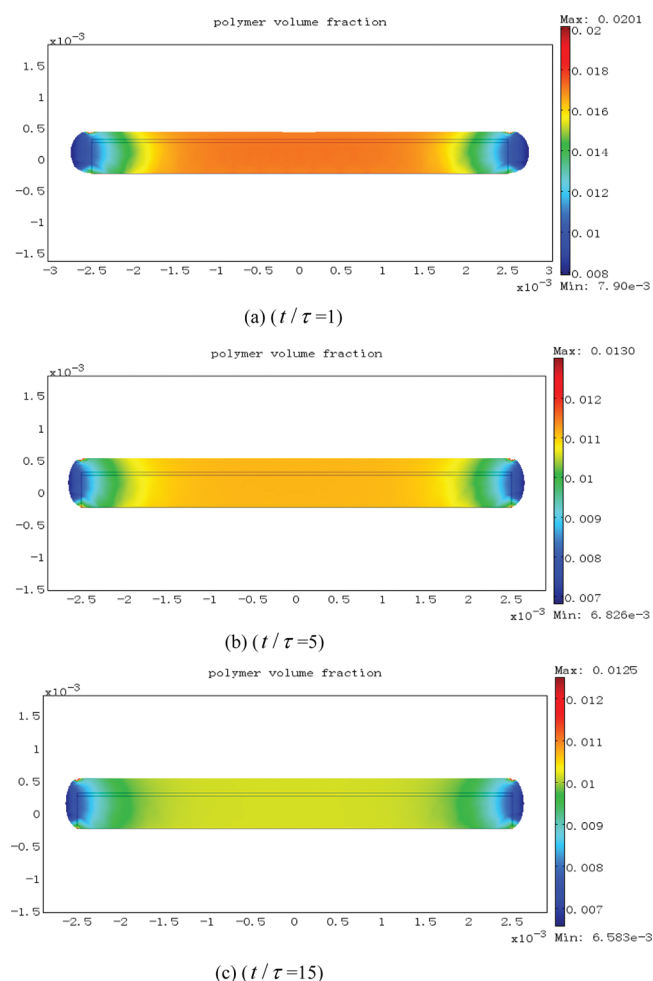 polymer volume fraction
Max: 0.0201
x10⁻³
1.5
1
0.5
0
-0.5
-1
-1.5
-3 -2.5 -2 -1.5 -1 -0.5 0 0.5 1 1.5 2 2.5 3
x10⁻³
0.02
0.018
0.016
0.014
0.012
0.01
0.008
Min: 7.90e-3
(a) (t / τ =1)
polymer volume fraction
Max: 0.0130
x10⁻³
1.5
1
0.5
0
-0.5
-1
-1.5
-2.5 -2 -1.5 -1 -0.5 0 0.5 1 1.5 2 2.5
x10⁻³
0.012
0.011
0.01
0.009
0.008
0.007
Min: 6.826e-3
(b) (t / τ =5)
polymer volume fraction
Max: 0.0125
x10⁻³
1.5
1
0.5
0
-0.5
-1
-1.5
-2.5 -2 -1.5 -1 -0.5 0 0.5 1 1.5 2 2.5
x10⁻³
0.012
0.011
0.01
0.009
0.008
0.007
Min: 6.583e-3
(c) (t / τ =15)